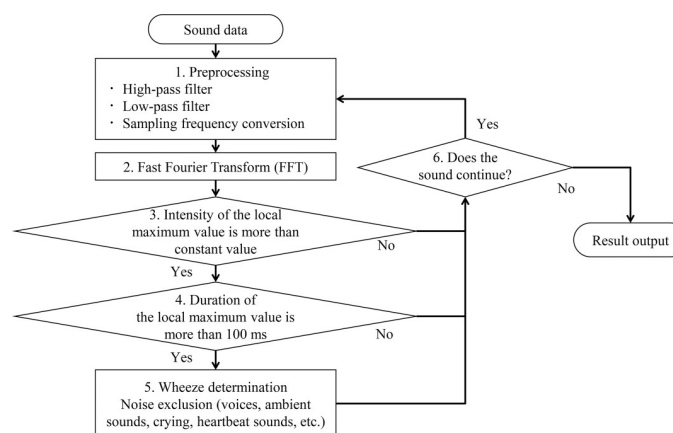 Sound data
1. Preprocessing
・ High-pass filter
・ Low-pass filter
・ Sampling frequency conversion
2. Fast Fourier Transform (FFT)
3. Intensity of the local
maximum value is more than
constant value
No
Yes
4. Duration of
the local maximum value is
more than 100 ms
No
Yes
5. Wheeze determination
Noise exclusion (voices, ambient
sounds, crying, heartbeat sounds, etc.)
Yes
6. Does the
sound continue?
No
Result output